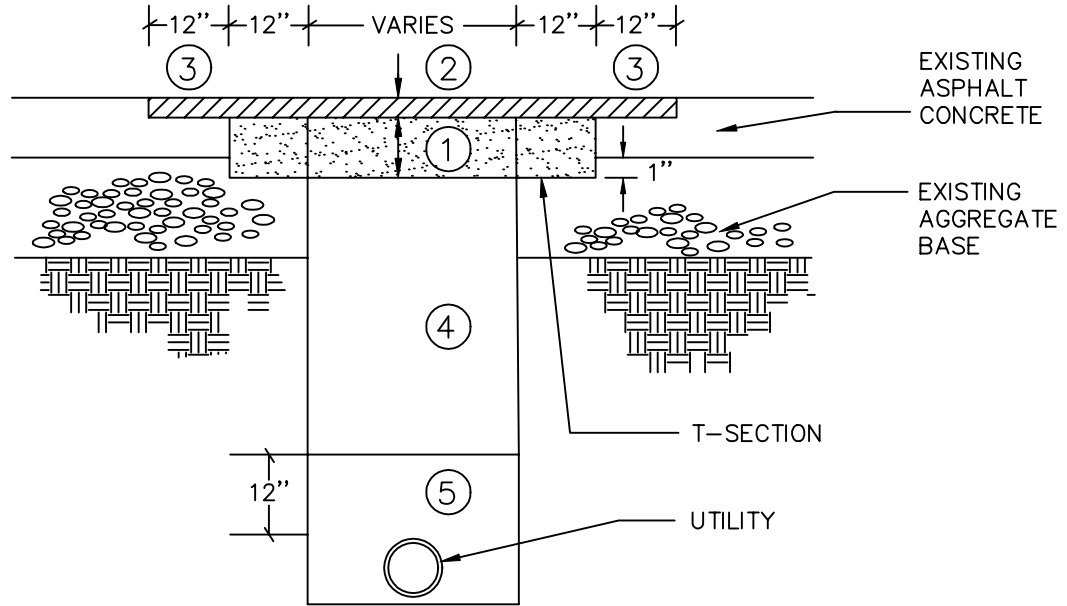 12” 12” VARIES 12” 12”
3 2 3
EXISTING
ASPHALT
CONCRETE
1
1”
EXISTING
AGGREGATE
BASE
4
T–SECTION
12”
5
UTILITY